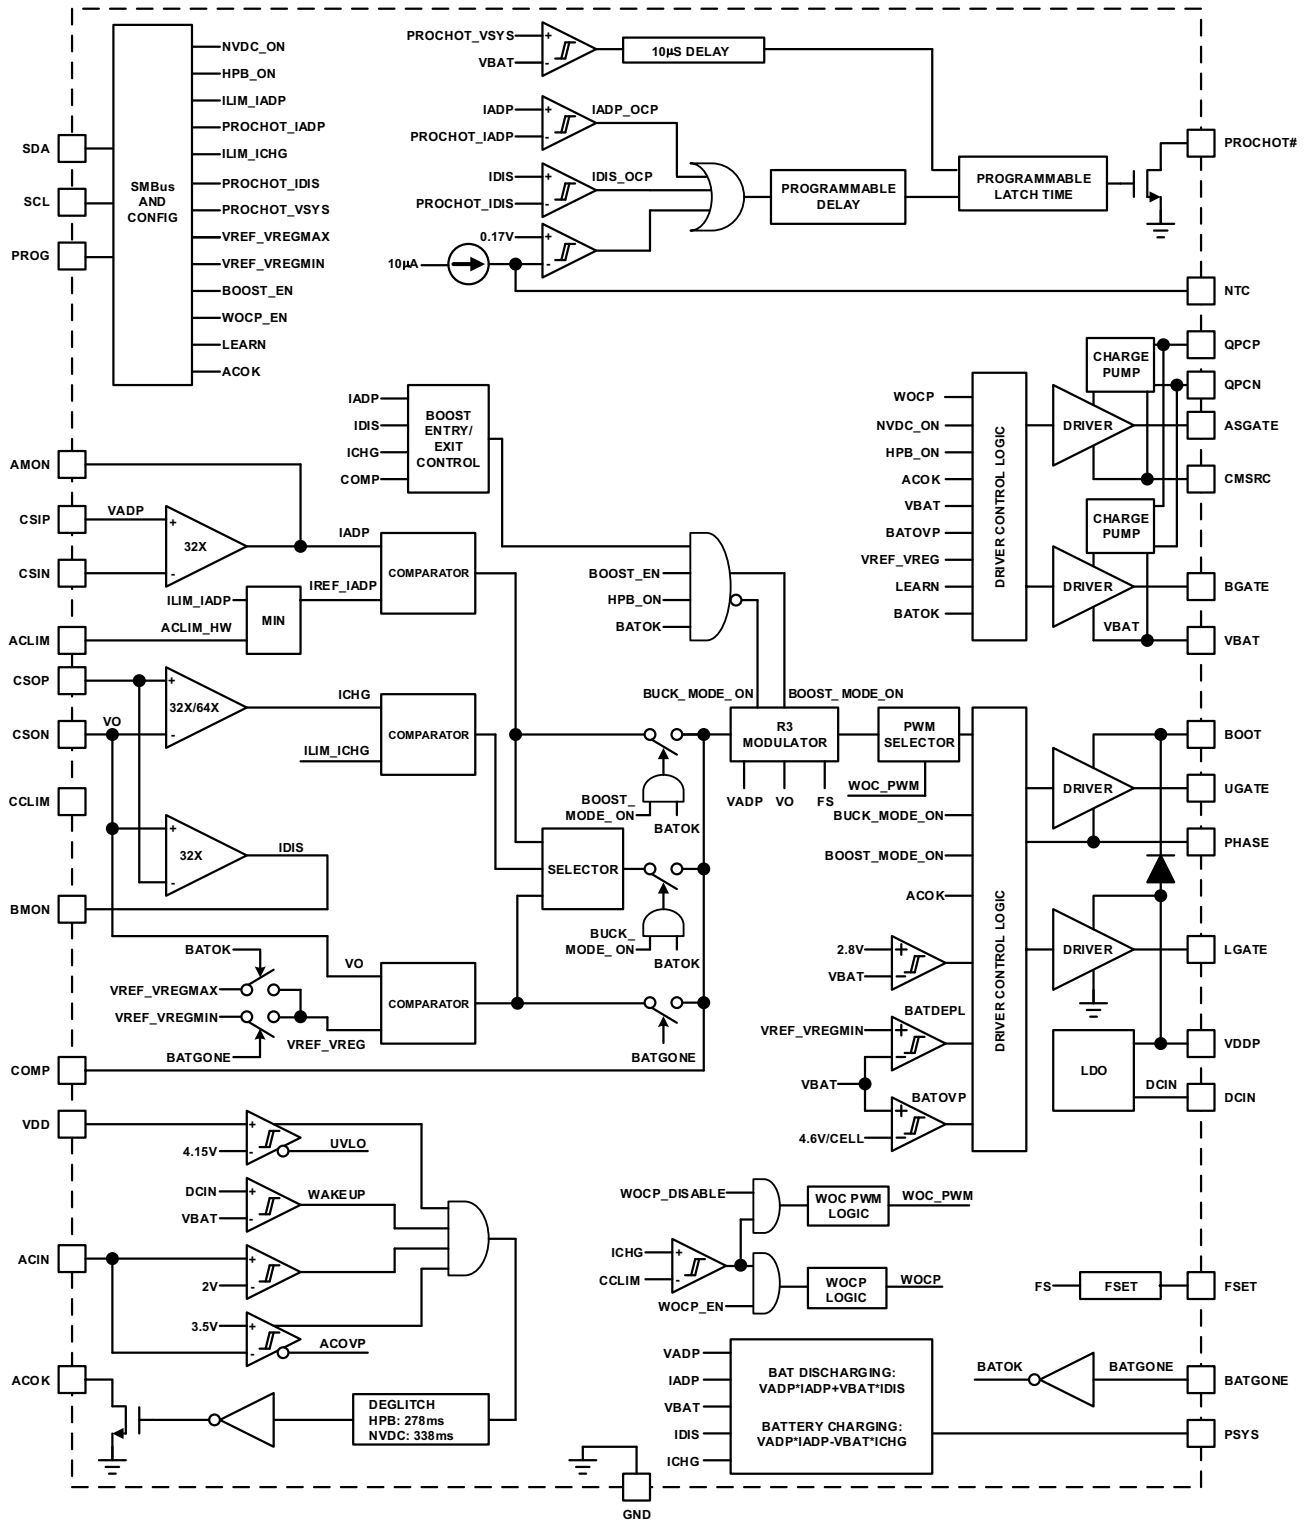 SDA
SCL
PROG
SMBus
AND
CONFIG
NVDC_ON
HPB_ON
ILIM_IADP
PROCHOT_IADP
ILIM_ICHG
PROCHOT_IDIS
PROCHOT_VSYS
VREF_VREGMAX
VREF_VREGMIN
BOOST_EN
WOCP_EN
LEARN
ACOK
PROCHOT_VSYS
+
VBAT
-
10µS DELAY
IADP
+
PROCHOT_IADP
-
IADP_OCP
IDIS
+
PROCHOT_IDIS
-
IDIS_OCP
0.17V
+
-
10µA
PROGRAMMABLE
DELAY
PROGRAMMABLE
LATCH TIME
PROCHOT#
NTC
QPCP
QPCN
ASGATE
CMSRC
BGATE
VBAT
CHARGE
PUMP
DRIVER
CHARGE
PUMP
DRIVER
VBAT
WOCP
NVDC_ON
HPB_ON
ACOK
VBAT
BATOVP
VREF_VREG
LEARN
BATOK
DRIVER CONTROL LOGIC
IADP
IDIS
ICHG
COMP
BOOST
ENTRY/
EXIT
CONTROL
AMON
CSIP
CSIN
ACLIM
CSOP
CSON
CCLIM
BMON
COMP
VADP
+
32X
-
IADP
COMPARATOR
ILIM_IADP
ACLIM_HW
MIN
IREF_IADP
BOOST_EN
HPB_ON
BATOK
VO
+
32X/64X
-
ICHG
ILIM_ICHG
COMPARATOR
BUCK_MODE_ON
BOOST_MODE_ON
R3
MODULATOR
VADP
VO
FS
PWM
SELECTOR
WOC_PWM
BOOST_
MODE_ON
BATOK
SELECTOR
BUCK_
MODE_ON
BATOK
+
32X
-
IDIS
BATOK
VREF_VREGMAX
VREF_VREGMIN
BATGONE
VREF_VREG
VO
COMPARATOR
BATGONE
BUCK_MODE_ON
BOOST_MODE_ON
ACOK
2.8V
+
VBAT
-
BATDEPL
VREF_VREGMIN
+
-
VBAT
BATOVP
+
4.6V/CELL
-
DRIVER CONTROL LOGIC
DRIVER
DRIVER
LDO
DCIN
BOOT
UGATE
PHASE
LGATE
VDDP
DCIN
VDD
ACIN
ACOK
+
4.15V
-
UVLO
DCIN
+
VBAT
-
WAKEUP
+
2V
-
3.5V
+
-
ACOVP
DEGLITCH
HPB: 278ms
NVDC: 338ms
WOCP_DISABLE
WOC PWM
LOGIC
WOC_PWM
ICHG
+
CCLIM
-
WOCP_EN
WOCP
LOGIC
WOCP
FS
FSET
FSET
VADP
IADP
VBAT
IDIS
ICHG
BAT DISCHARGING:
VADP*IADP+VBAT*IDIS
BATTERY CHARGING:
VADP*IADP-VBAT*ICHG
BATOK
BATGONE
BATGONE
PSYS
GND